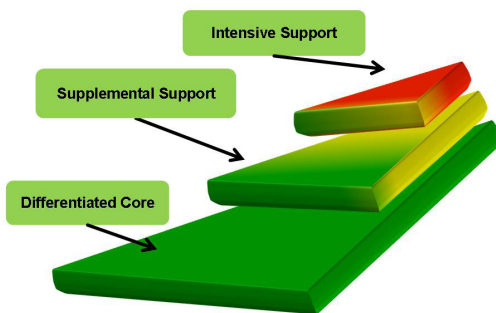 Intensive Support
Supplemental Support
Differentiated Core